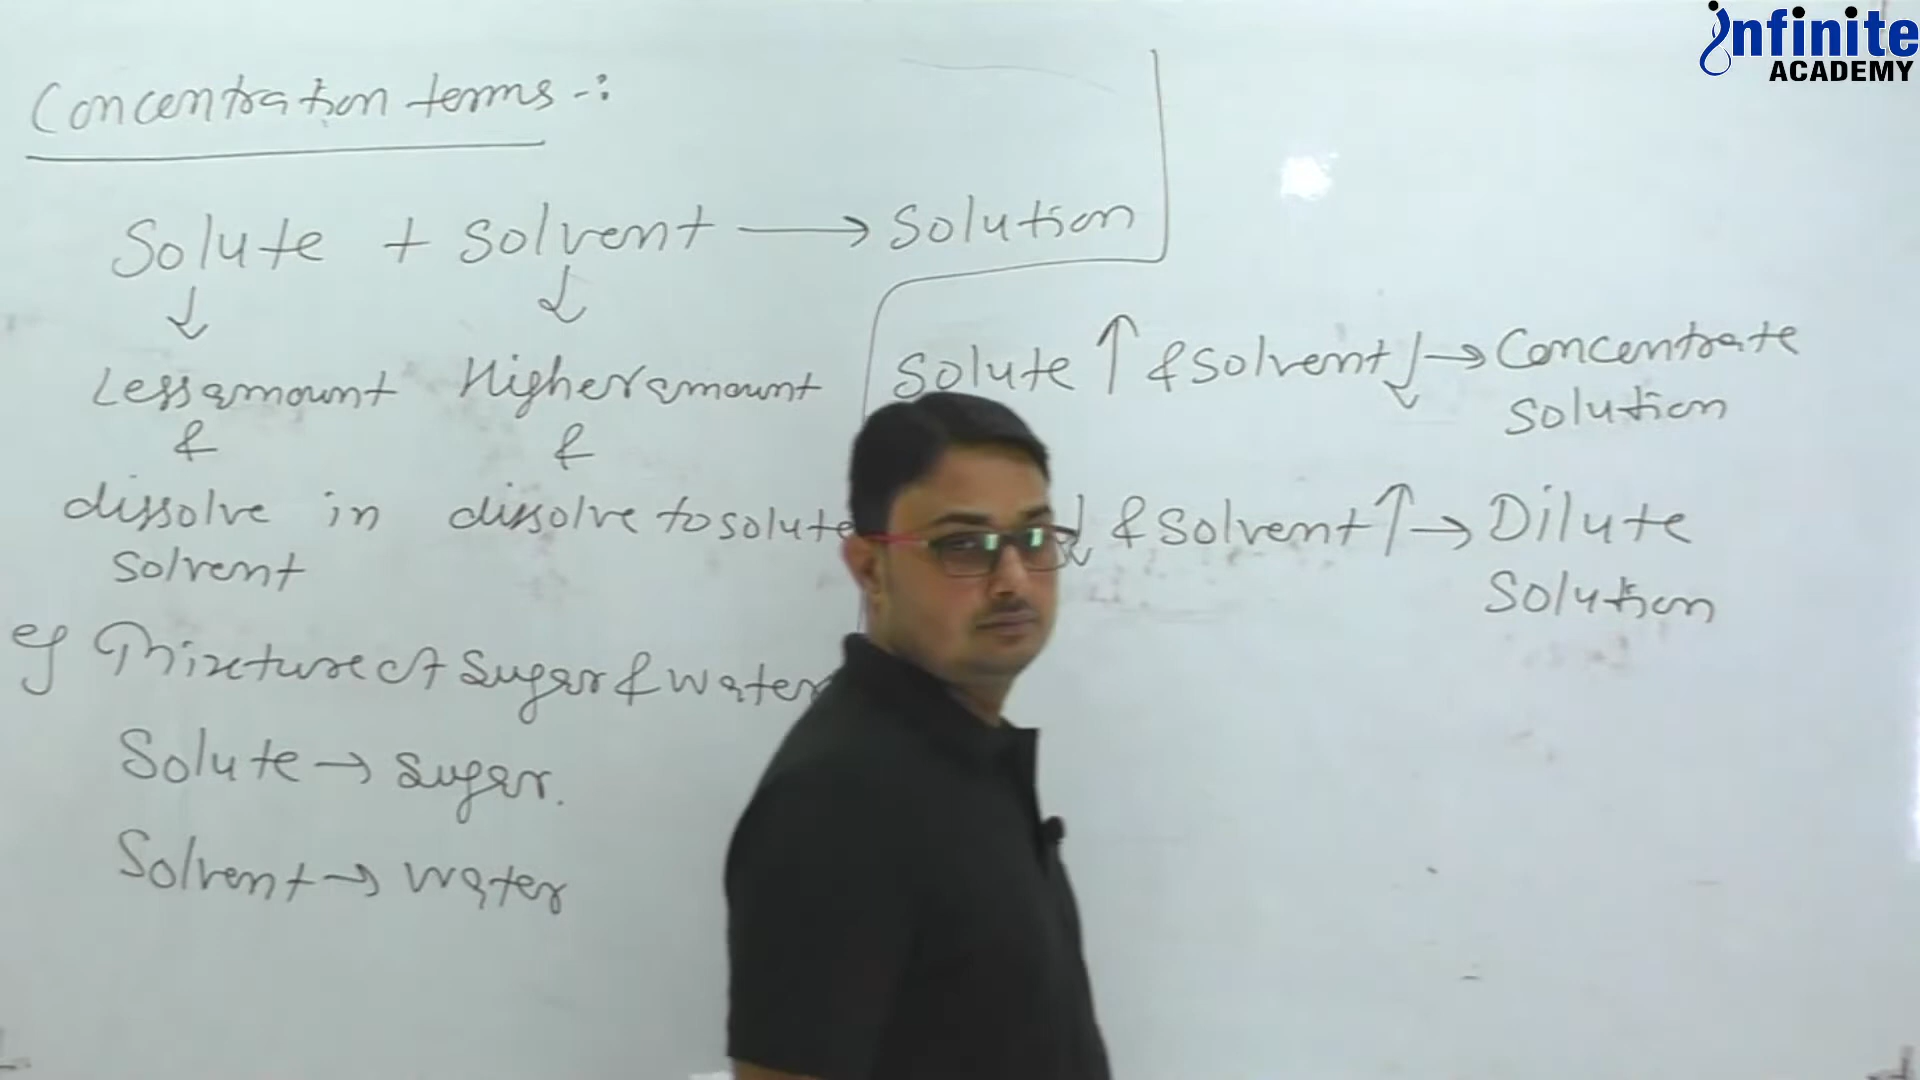 infinite
ACADEMY
Concentration terms -:
Solute + Solvent → Solution
↓ ↓
Less amount Higher amount
& &
dissolve in dissolve to solute
solvent
eg Mixture of Sugar & water
Solute → sugar.
Solvent → water
Solute ↑ & Solvent ↓ → Concentrate
Solution
↓ & Solvent ↑ → Dilute
Solution